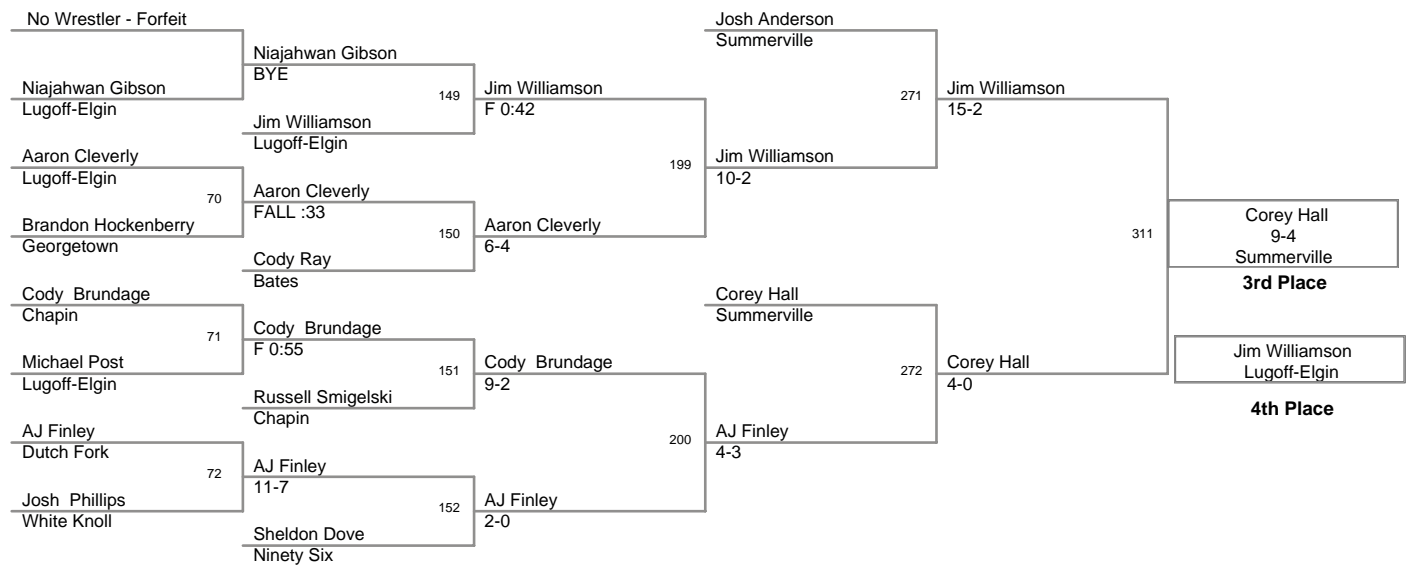 No Wrestler - Forfeit
Niajahwan Gibson
Lugoff-Elgin
Aaron Cleverly
Lugoff-Elgin
70
Brandon Hockenberry
Georgetown
Cody  Brundage
Chapin
71
Michael Post
Lugoff-Elgin
AJ Finley
Dutch Fork
72
Josh  Phillips
White Knoll
Niajahwan Gibson
BYE
149
Jim Williamson
Lugoff-Elgin
Aaron Cleverly
FALL :33
150
Cody Ray
Bates
Cody  Brundage
F 0:55
151
Russell Smigelski
Chapin
AJ Finley
11-7
152
Sheldon Dove
Ninety Six
Jim Williamson
F 0:42
199
Aaron Cleverly
6-4
Cody  Brundage
9-2
200
AJ Finley
2-0
Josh Anderson
Summerville
271
Jim Williamson
10-2
Corey Hall
Summerville
272
AJ Finley
4-3
Jim Williamson
15-2
311
Corey Hall
4-0
Corey Hall
9-4
Summerville
3rd Place
Jim Williamson
Lugoff-Elgin
4th Place